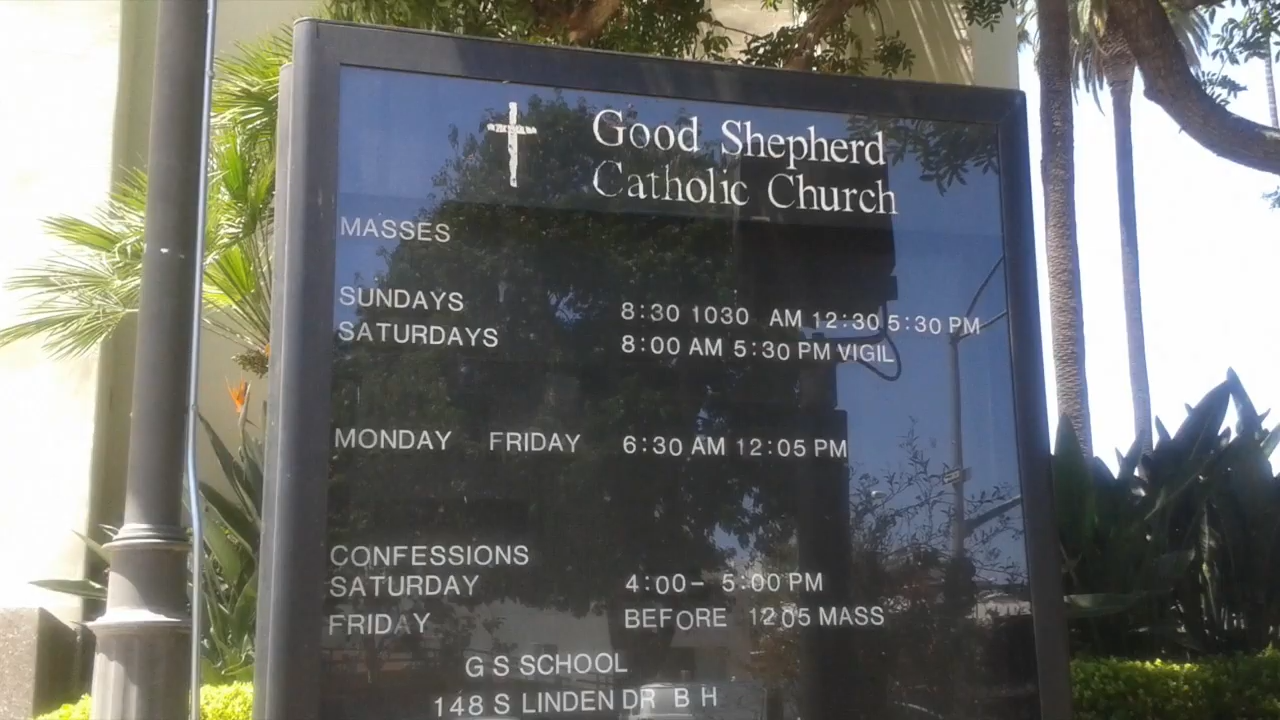 Good Shepherd
Catholic Church
MASSES
SUNDAYS 8:30 1030 AM 12:30 5:30 PM
SATURDAYS 8:00 AM 5:30 PM VIGIL
MONDAY FRIDAY 6:30 AM 12:05 PM
CONFESSIONS
SATURDAY 4:00- 5:00 PM
FRIDAY BEFORE 12:05 MASS
G S SCHOOL
148 S LINDEN DR B H